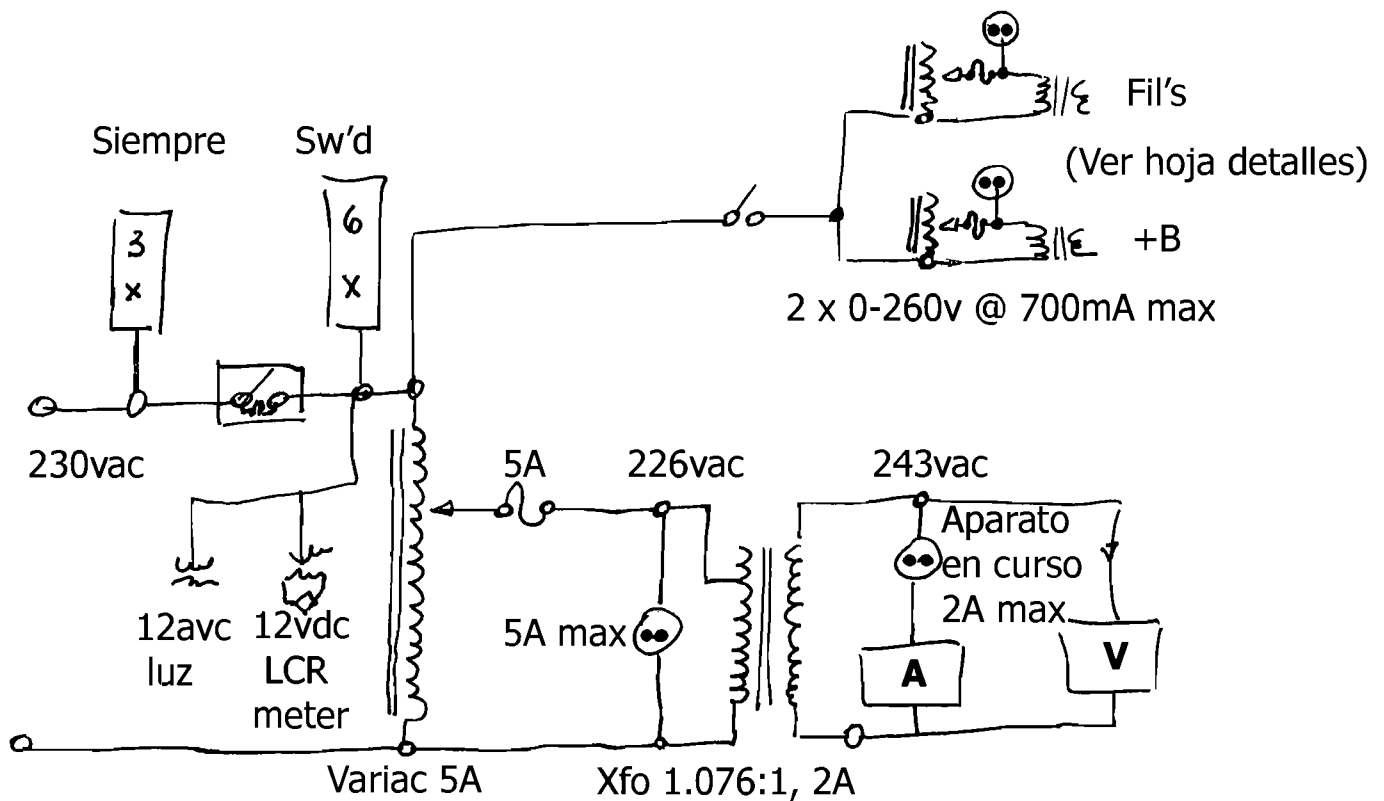 Fil's
(Ver hoja detalles)
+B
2 x 0-260v @ 700mA max
Siempre
Sw'd
3
x
6
X
230vac
5A
226vac
243vac
Aparato
en curso
2A max
5A max
A
V
12avc
luz
12vdc
LCR
meter
Variac 5A
Xfo 1.076:1, 2A